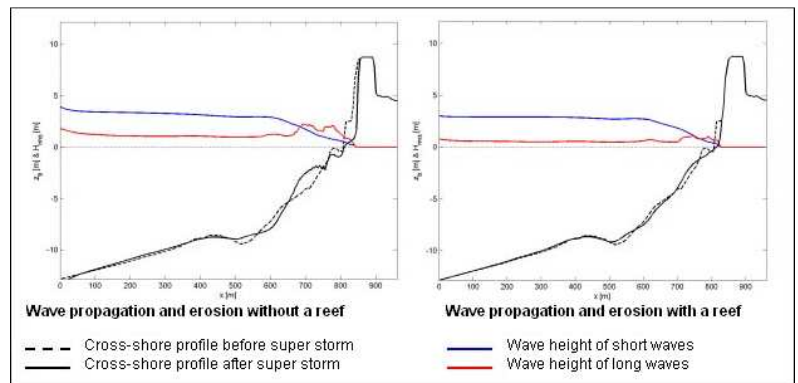 10
5
0
-5
-10
z_b [m] & H_rms [m]
0 100 200 300 400 500 600 700 800 900
x [m]
10
5
0
-5
-10
z_b [m] & H_rms [m]
0 100 200 300 400 500 600 700 800 900
x [m]
Wave propagation and erosion without a reef
Wave propagation and erosion with a reef
Cross-shore profile before super storm
Cross-shore profile after super storm
Wave height of short waves
Wave height of long waves